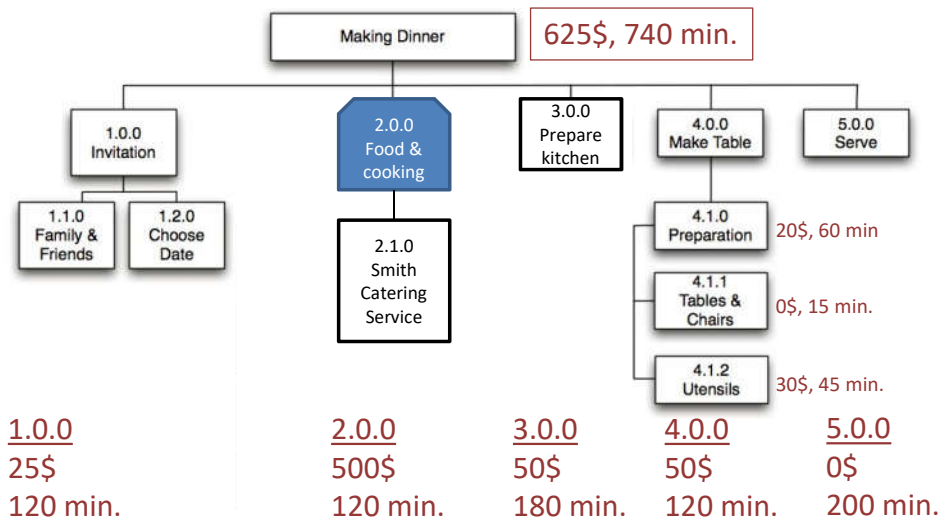 Making Dinner
625$, 740 min.
1.0.0
Invitation
2.0.0
Food &
cooking
3.0.0
Prepare
kitchen
4.0.0
Make Table
5.0.0
Serve
1.1.0
Family &
Friends
1.2.0
Choose
Date
2.1.0
Smith
Catering
Service
4.1.0
Preparation
20$, 60 min
4.1.1
Tables &
Chairs
0$, 15 min.
4.1.2
Utensils
30$, 45 min.
1.0.0
25$
120 min.
2.0.0
500$
120 min.
3.0.0
50$
180 min.
4.0.0
50$
120 min.
5.0.0
0$
200 min.